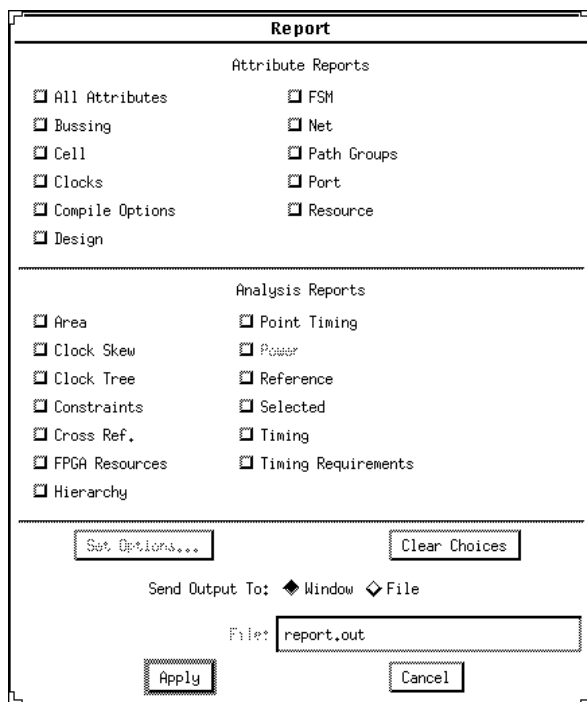 Report
Attribute Reports
All Attributes
FSM
Bussing
Net
Cell
Path Groups
Clocks
Port
Compile Options
Resource
Design
Analysis Reports
Area
Point Timing
Clock Skew
Power
Clock Tree
Reference
Constraints
Selected
Cross Ref.
Timing
FPGA Resources
Timing Requirements
Hierarchy
Set Options...
Clear Choices
Send Output To: Window File
File: report.out
Apply
Cancel